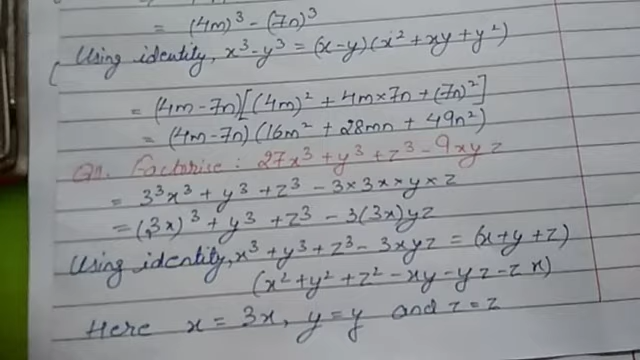 = (4m)³ - (7n)³
Using identity, x³-y³ = (x-y)(x²+xy+y²)
= (4m-7n)[(4m)² + 4m×7n + (7n)²]
= (4m-7n)(16m² + 28mn + 49n²)
Factorise: 27x³+y³+z³-9xyz
= 3³x³ + y³ + z³ - 3×3x×y×z
= (3x)³ + y³ + z³ - 3(3x)yz
Using identity, x³+y³+z³-3xyz = (x+y+z)
(x²+y²+z²-xy-yz-zx)
Here x = 3x, y=y and z=z